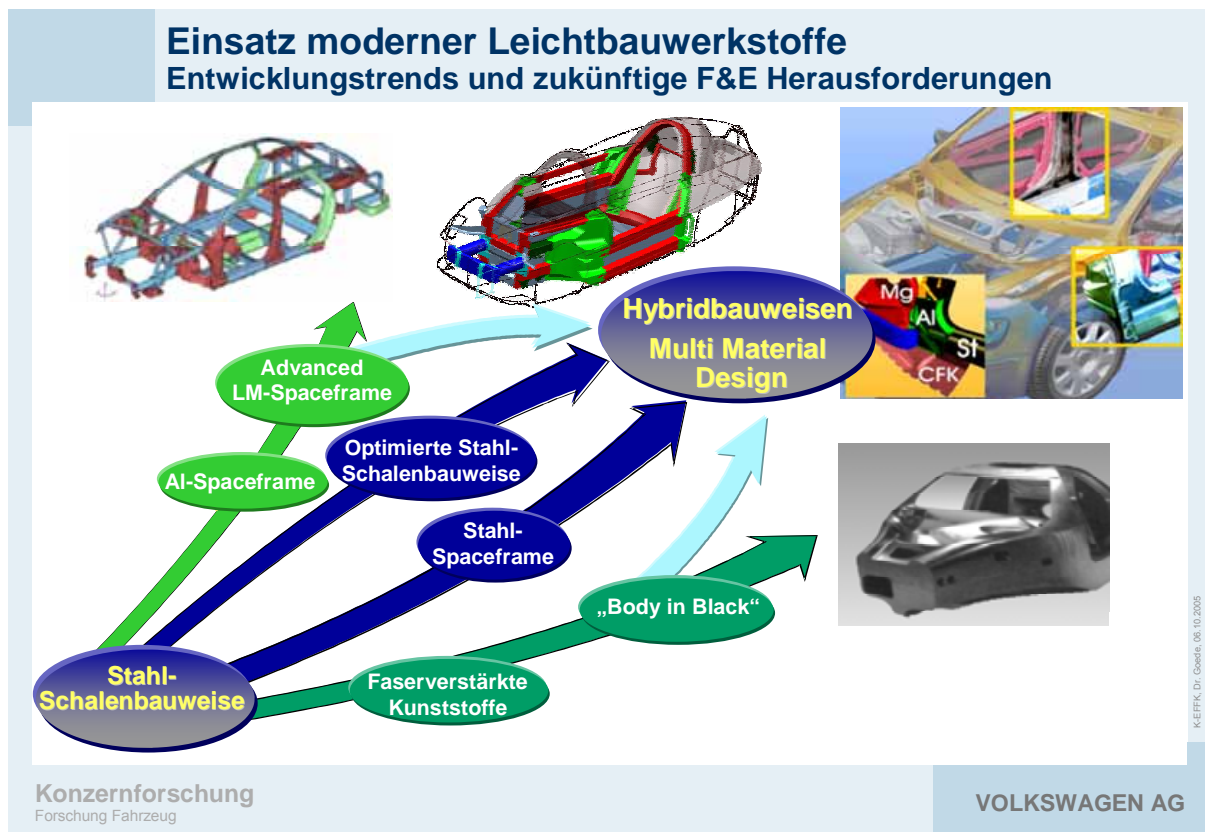 Einsatz moderner Leichtbauwerkstoffe
Entwicklungstrends und zukünftige F&E Herausforderungen
Mg
Al
St
CFK
Hybridbauweisen
Multi Material
Design
Advanced
LM-Spaceframe
Optimierte Stahl-
Schalenbauweise
Al-Spaceframe
Stahl-
Spaceframe
„Body in Black“
Stahl-
Schalenbauweise
Faserverstärkte
Kunststoffe
K-EFFK, Dr. Goede, 06.10.2005
Konzernforschung
Forschung Fahrzeug
VOLKSWAGEN AG